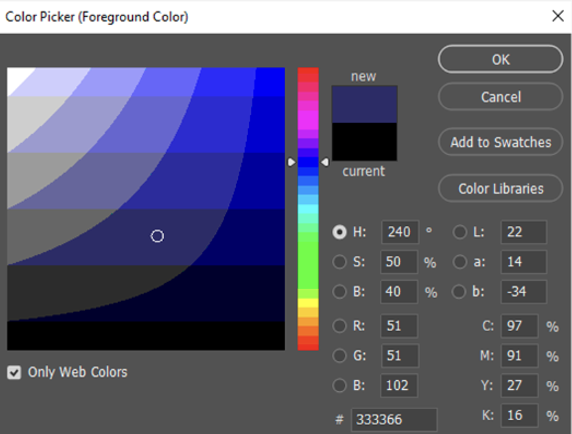 Color Picker (Foreground Color)
new
current
OK
Cancel
Add to Swatches
Color Libraries
H: 240 °
S: 50 %
B: 40 %
R: 51
G: 51
B: 102
# 333366
L: 22
a: 14
b: -34
C: 97 %
M: 91 %
Y: 27 %
K: 16 %
Only Web Colors